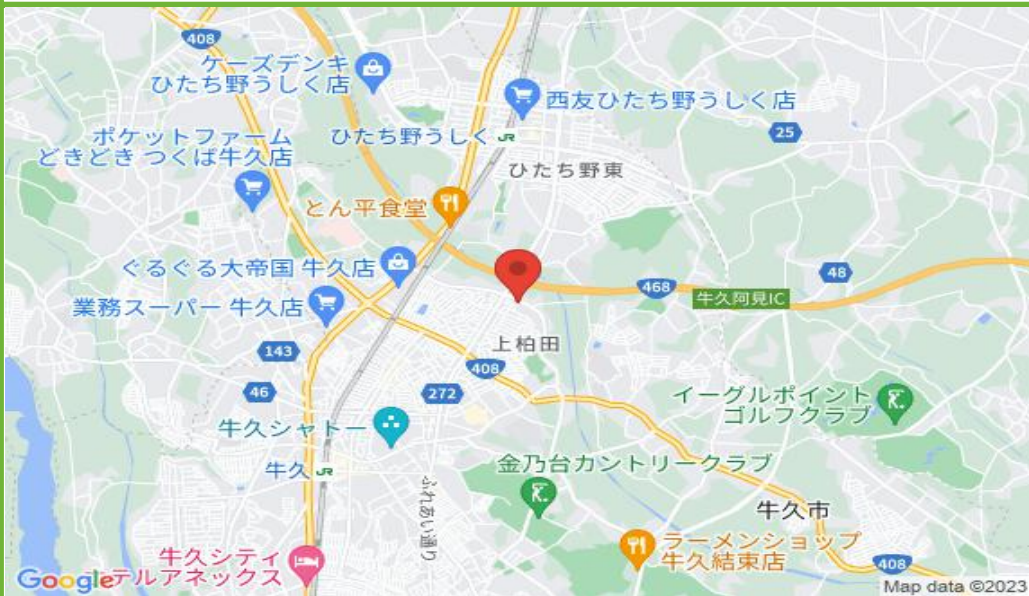 408
ケーズデンキ
ひたち野うしく店
西友ひたち野うしく店
ポケットファーム
どきどき つくば牛久店
ひたち野うしく JR
25
ひたち野東
とん平食堂
ぐるぐる大帝国 牛久店
業務スーパー 牛久店
468
48
牛久阿見IC
上柏田
143
408
46
272
イーグルポイント
ゴルフクラブ
牛久シャトー
牛久 JR
金乃台カントリークラブ
ふれあい通り
牛久市
ラーメンショップ
牛久結束店
牛久シティ
テルアネックス
408
Google
Map data ©2023